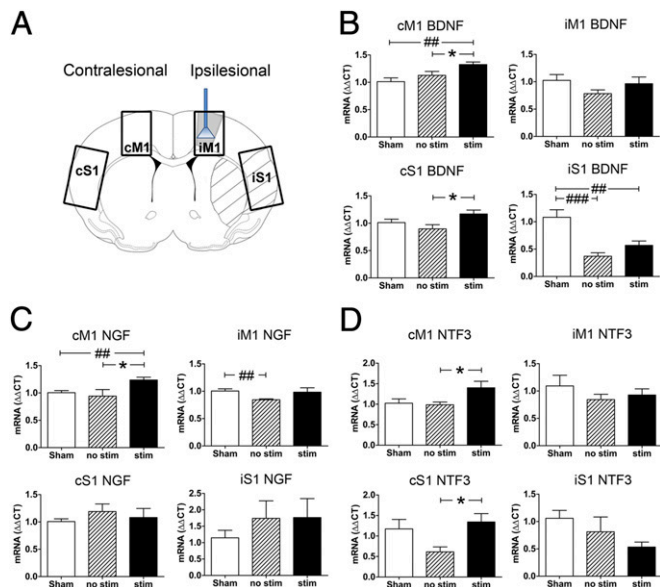 A
Contralesional Ipsilesional
cM1
iM1
cS1
iS1
B
cM1 BDNF
##
*
mRNA (ΔΔCT)
1.5
1.0
0.5
0.0
Sham no stim stim
iM1 BDNF
mRNA (ΔΔCT)
1.5
1.0
0.5
0.0
Sham no stim stim
cS1 BDNF
*
mRNA (ΔΔCT)
1.5
1.0
0.5
0.0
Sham no stim stim
iS1 BDNF
##
###
mRNA (ΔΔCT)
1.5
1.0
0.5
0.0
Sham no stim stim
C
cM1 NGF
##
*
mRNA (ΔΔCT)
1.5
1.0
0.5
0.0
Sham no stim stim
iM1 NGF
##
mRNA (ΔΔCT)
1.5
1.0
0.5
0.0
Sham no stim stim
cS1 NGF
mRNA (ΔΔCT)
1.5
1.0
0.5
0.0
Sham no stim stim
iS1 NGF
mRNA (ΔΔCT)
2.5
2.0
1.5
1.0
0.5
0.0
Sham no stim stim
D
cM1 NTF3
*
mRNA (ΔΔCT)
2.0
1.5
1.0
0.5
0.0
Sham no stim stim
iM1 NTF3
mRNA (ΔΔCT)
1.5
1.0
0.5
0.0
Sham no stim stim
cS1 NTF3
*
mRNA (ΔΔCT)
2.0
1.5
1.0
0.5
0.0
Sham no stim stim
iS1 NTF3
mRNA (ΔΔCT)
1.5
1.0
0.5
0.0
Sham no stim stim